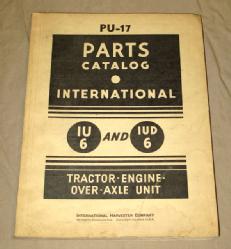 PU-17
PARTS
CATALOG
INTERNATIONAL
IU
6
AND
IUD
6
TRACTOR-ENGINE-
OVER-AXLE UNIT
INTERNATIONAL HARVESTER COMPANY